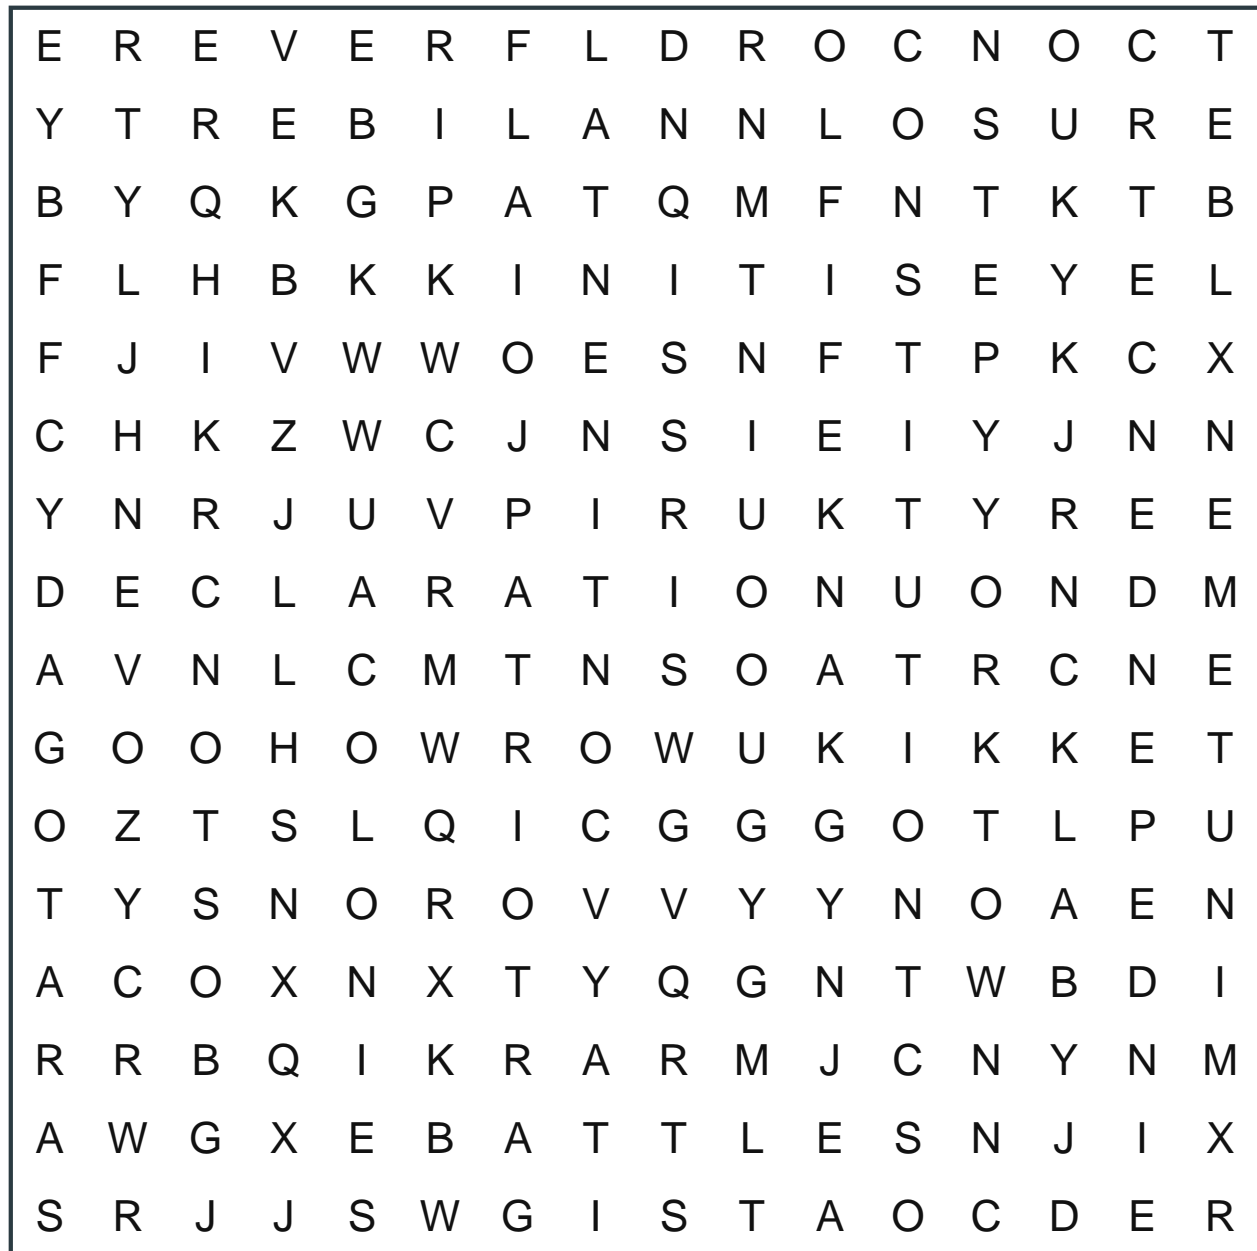 E R E V E R F L D R O C N O C T
Y T R E B I L A N N L O S U R E
B Y Q K G P A T Q M F N T K T B
F L H B K K I N I T I S E Y E L
F J I V W W O E S N F T P K C X
C H K Z W C J N S I E I Y J N N
Y N R J U V P I R U K T Y R E E
D E C L A R A T I O N U O N D M
A V N L C M T N S O A T R C N E
G O O H O W R O W U K I K K E T
O Z T S L Q I C G G G O T L P U
T Y S N O R O V V Y Y N O A E N
A C O X N X T Y Q G N T W B D I
R R B Q I K R A R M J C N Y N M
A W G X E B A T T L E S N J I X
S R J J S W G I S T A O C D E R